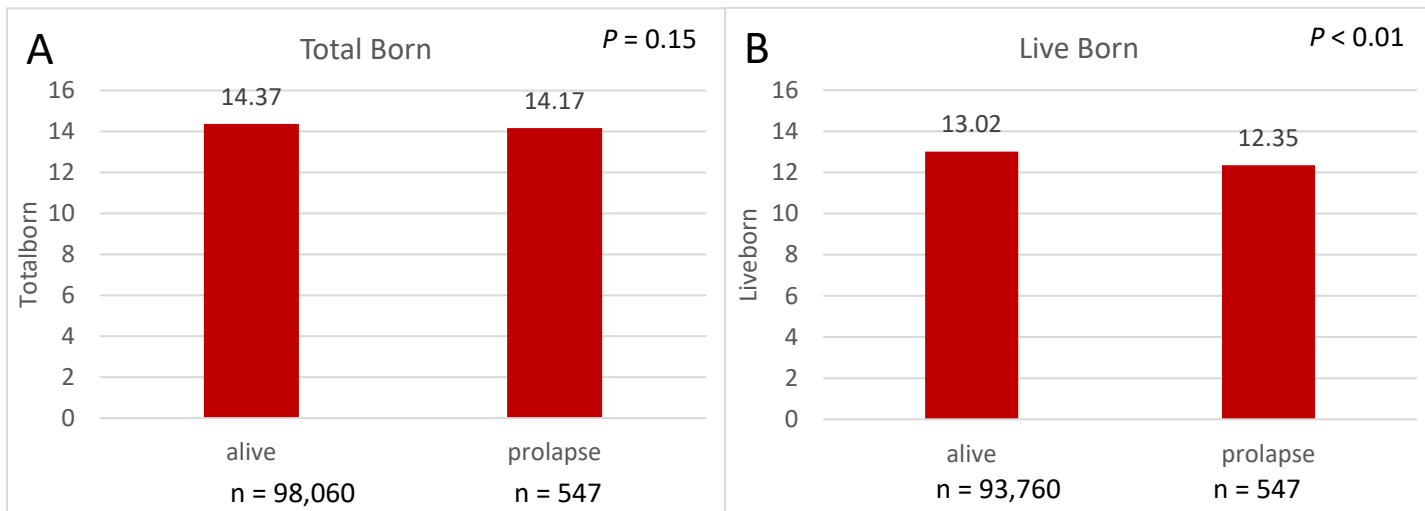 A
Total Born
P = 0.15
Totalborn
16
14
12
10
8
6
4
2
0
14.37
14.17
alive
prolapse
n = 98,060
n = 547
B
Live Born
P < 0.01
Liveborn
16
14
12
10
8
6
4
2
0
13.02
12.35
alive
prolapse
n = 93,760
n = 547